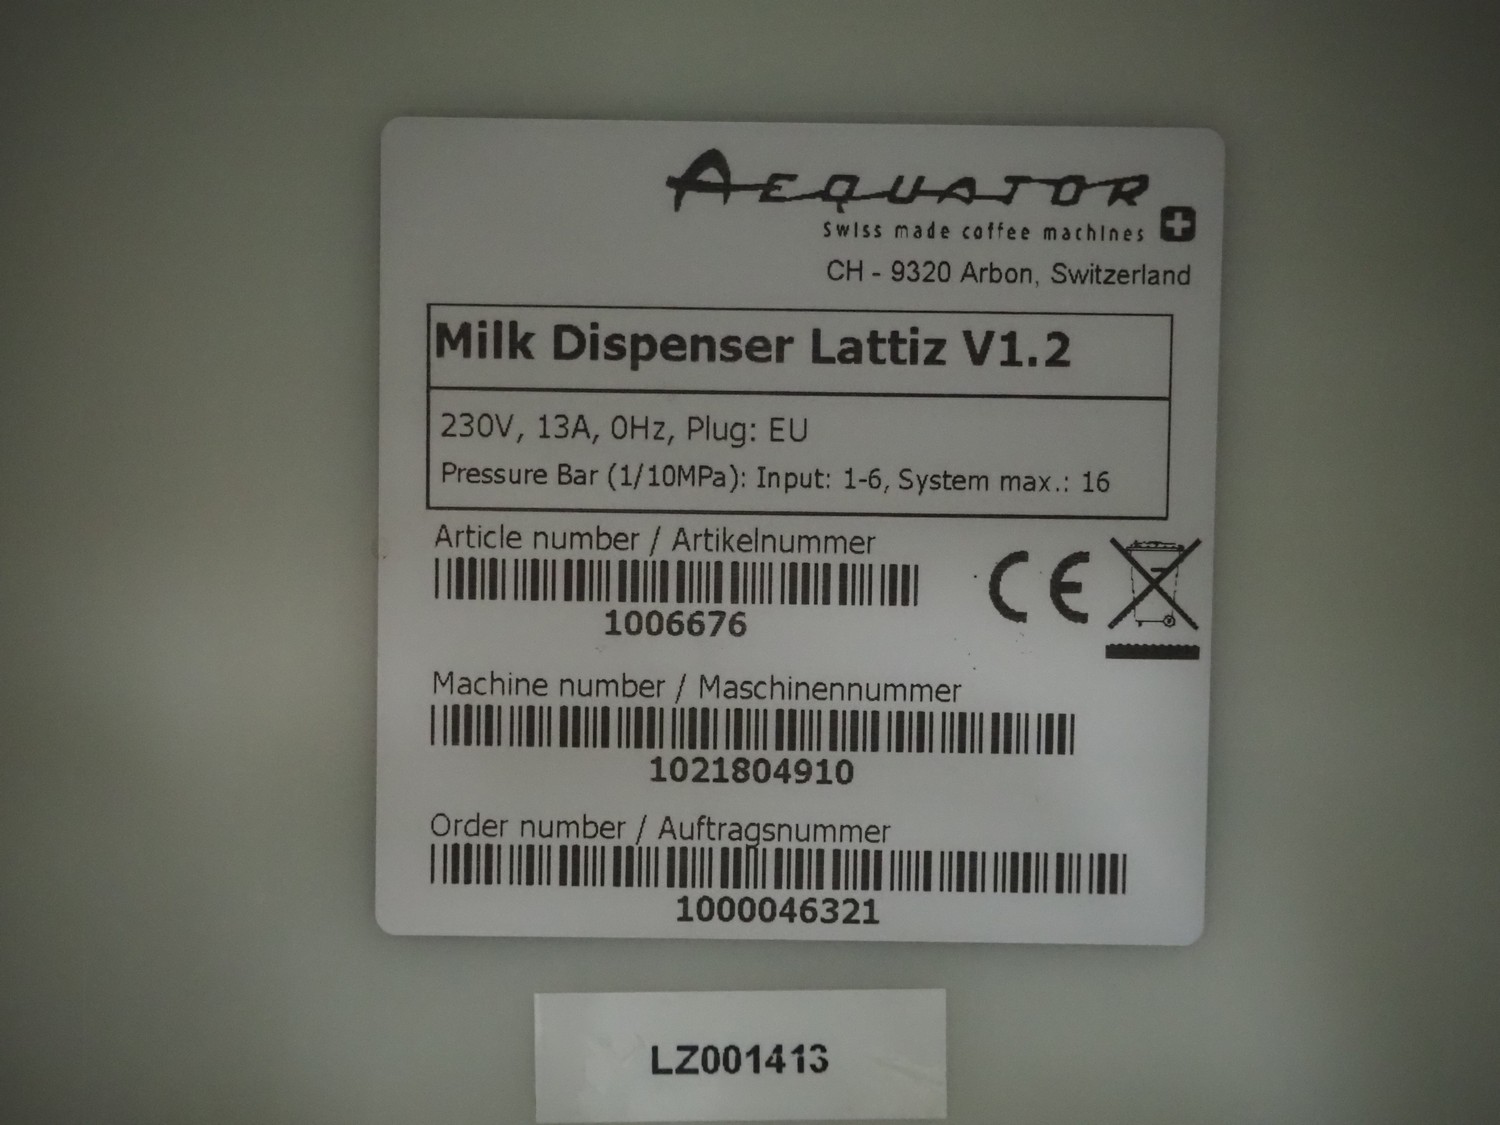 AEQUATOR
Swiss made coffee machines
CH - 9320 Arbon, Switzerland
Milk Dispenser Lattiz V1.2
230V, 13A, 0Hz, Plug: EU
Pressure Bar (1/10MPa): Input: 1-6, System max.: 16
Article number / Artikelnummer
1006676
CE
Machine number / Maschinennummer
1021804910
Order number / Auftragsnummer
1000046321
LZ001413